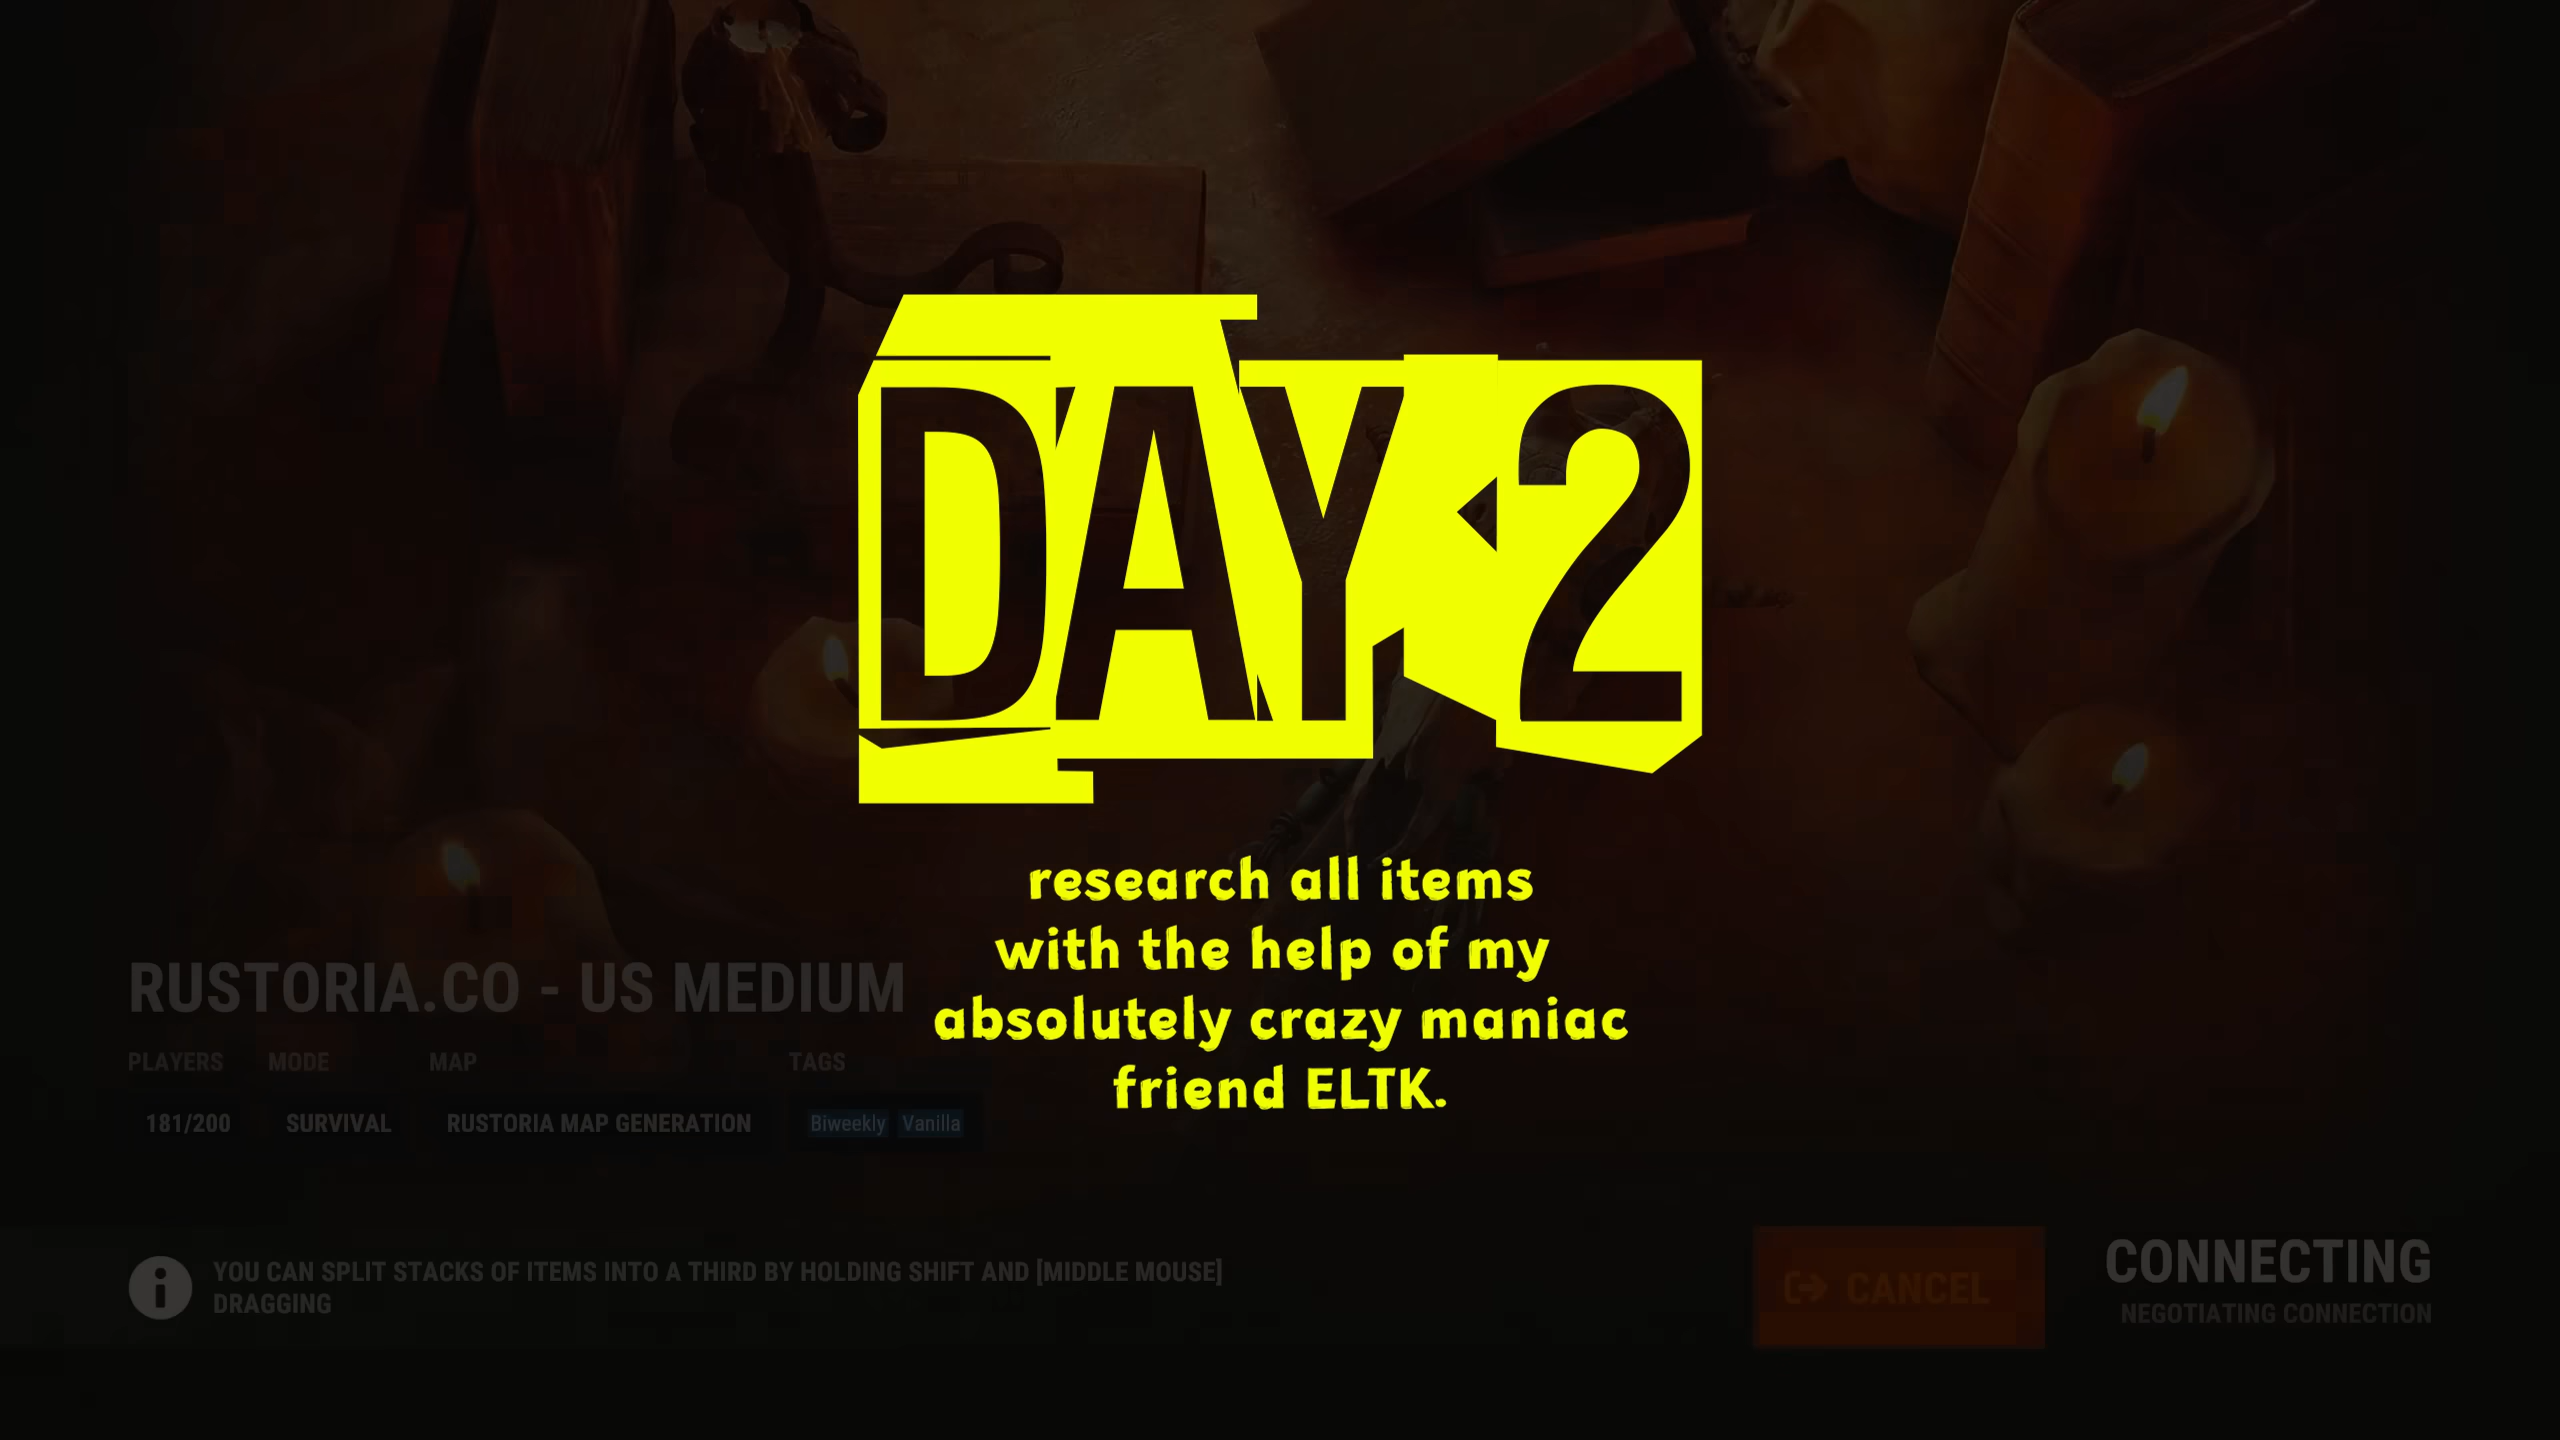 DAY 2
research all items
with the help of my
absolutely crazy maniac
friend ELTK.
RUSTORIA.CO - US MEDIUM
PLAYERS MODE MAP TAGS
181/200 SURVIVAL RUSTORIA MAP GENERATION Biweekly Vanilla
YOU CAN SPLIT STACKS OF ITEMS INTO A THIRD BY HOLDING SHIFT AND [MIDDLE MOUSE]
DRAGGING
CANCEL
CONNECTING
NEGOTIATING CONNECTION